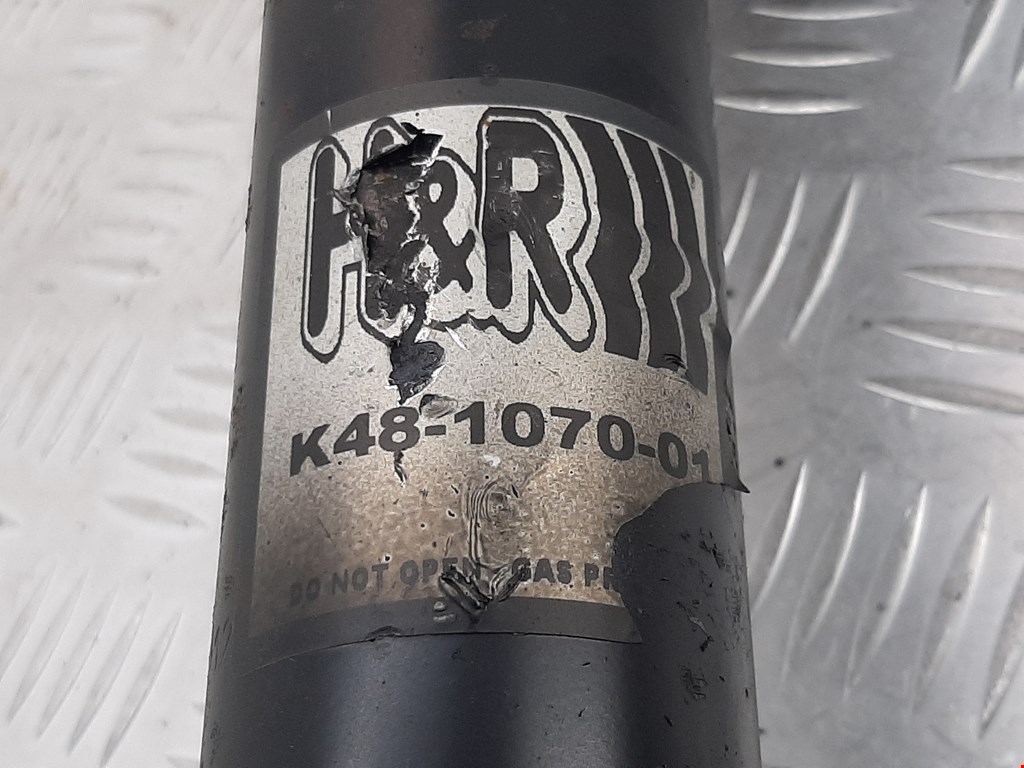 H&R
K48-1070-01
DO NOT OPEN GAS PR